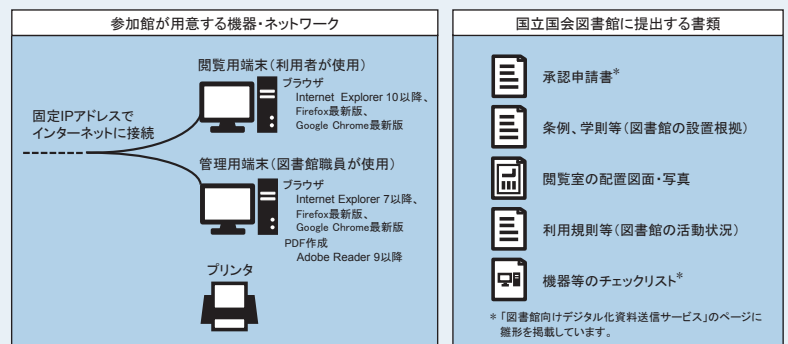 参加館が用意する機器・ネットワーク
固定IPアドレスで
インターネットに接続
閲覧用端末(利用者が使用)
ブラウザ
Internet Explorer 10以降、
Firefox最新版、
Google Chrome最新版
管理用端末(図書館職員が使用)
ブラウザ
Internet Explorer 7以降、
Firefox最新版、
Google Chrome最新版
PDF作成
Adobe Reader 9以降
プリンタ
国立国会図書館に提出する書類
承認申請書*
条例、学則等(図書館の設置根拠)
閲覧室の配置図面・写真
利用規則等(図書館の活動状況)
機器等のチェックリスト*
*「図書館向けデジタル化資料送信サービス」のページに
雛形を掲載しています。